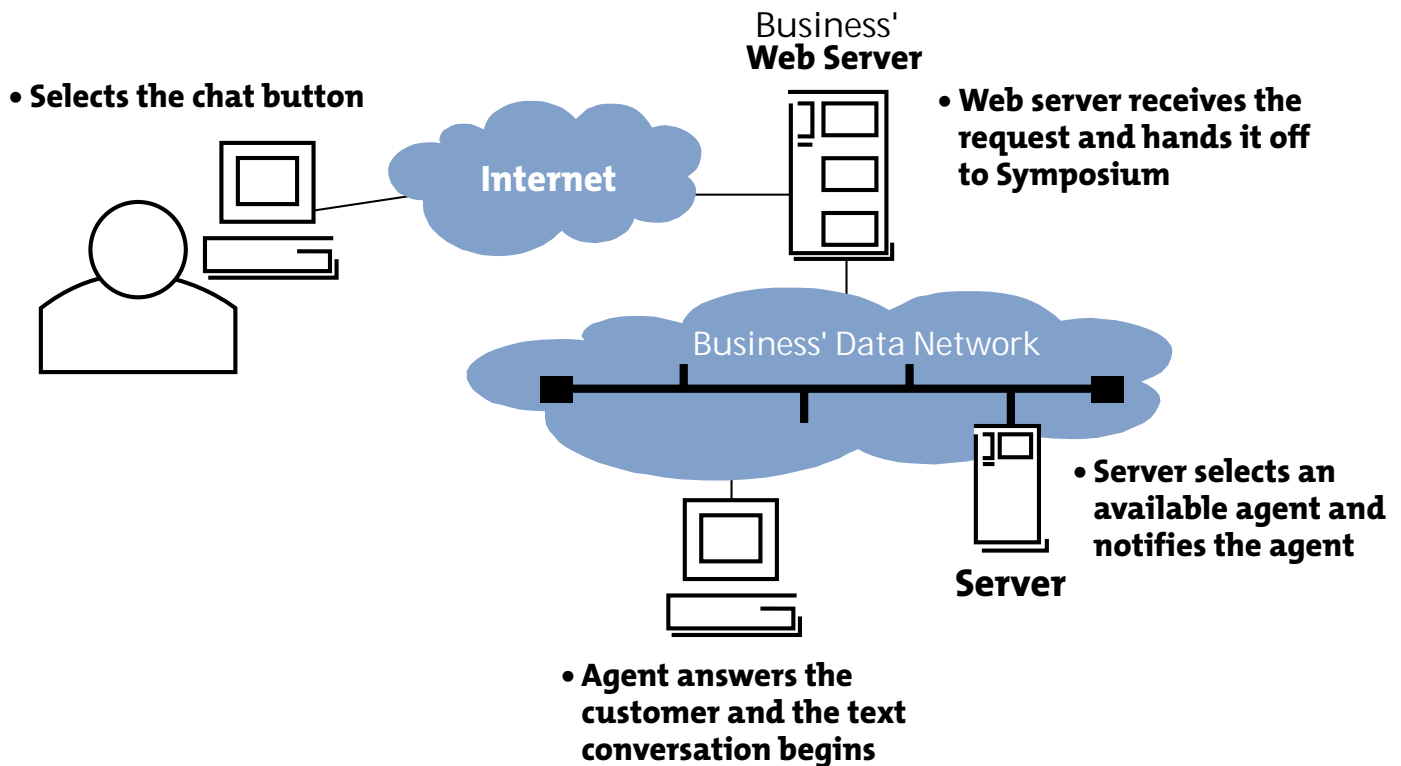 Business'
Web Server
• Selects the chat button
• Web server receives the
request and hands it off
to Symposium
Internet
Business' Data Network
• Server selects an
available agent and
notifies the agent
Server
• Agent answers the
customer and the text
conversation begins